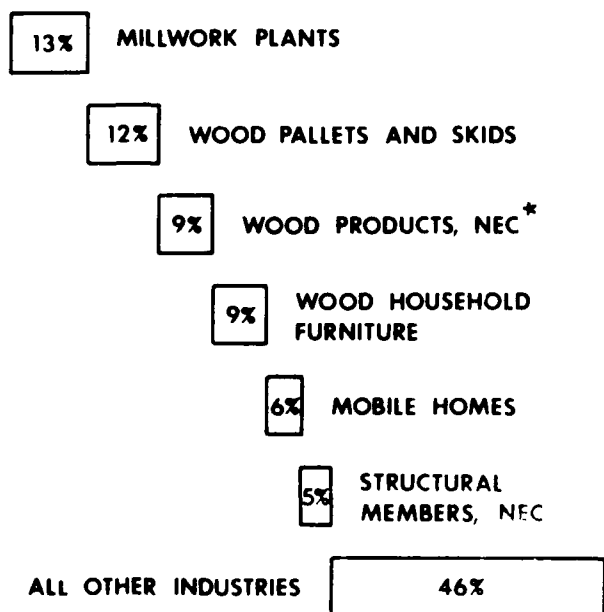 13% MILLWORK PLANTS
12% WOOD PALLETS AND SKIDS
9% WOOD PRODUCTS, NEC*
9% WOOD HOUSEHOLD
FURNITURE
6% MOBILE HOMES
5% STRUCTURAL
MEMBERS, NEC
ALL OTHER INDUSTRIES 46%